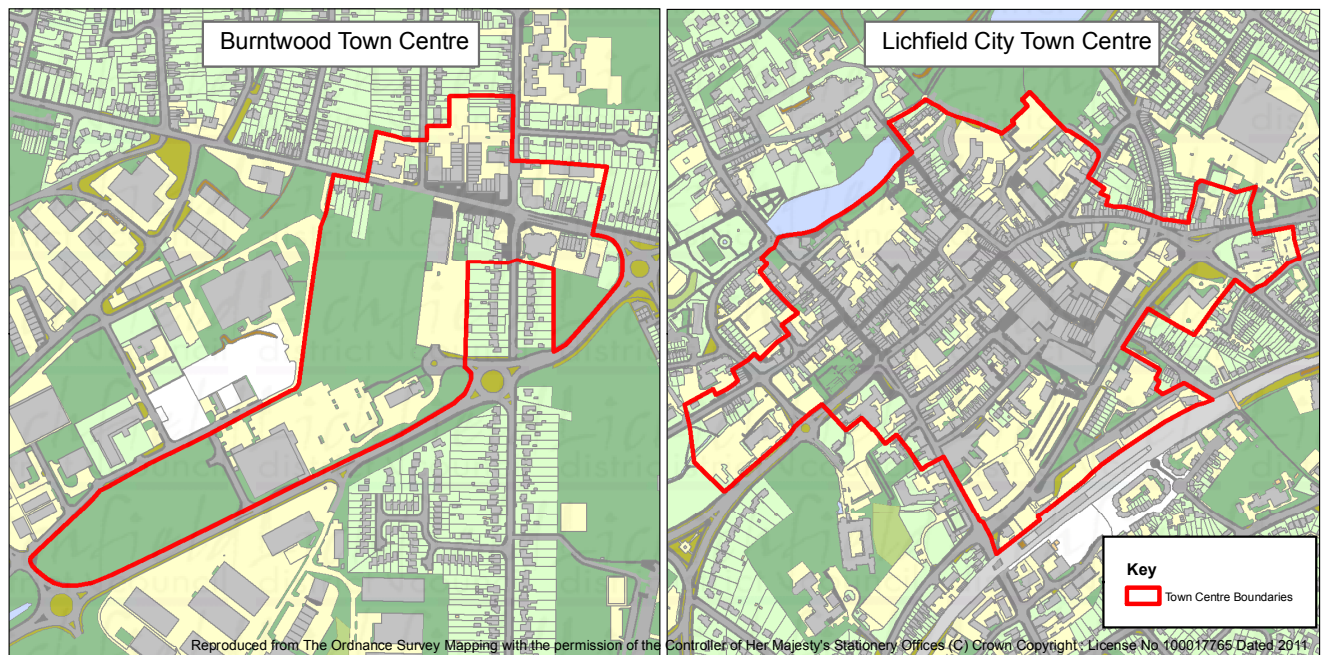 Burntwood Town Centre
Lichfield City Town Centre
Key
Town Centre Boundaries
Reproduced from The Ordnance Survey Mapping with the permission of the Controller of Her Majesty's Stationery Offices (C) Crown Copyright : License No 100017765 Dated 2011